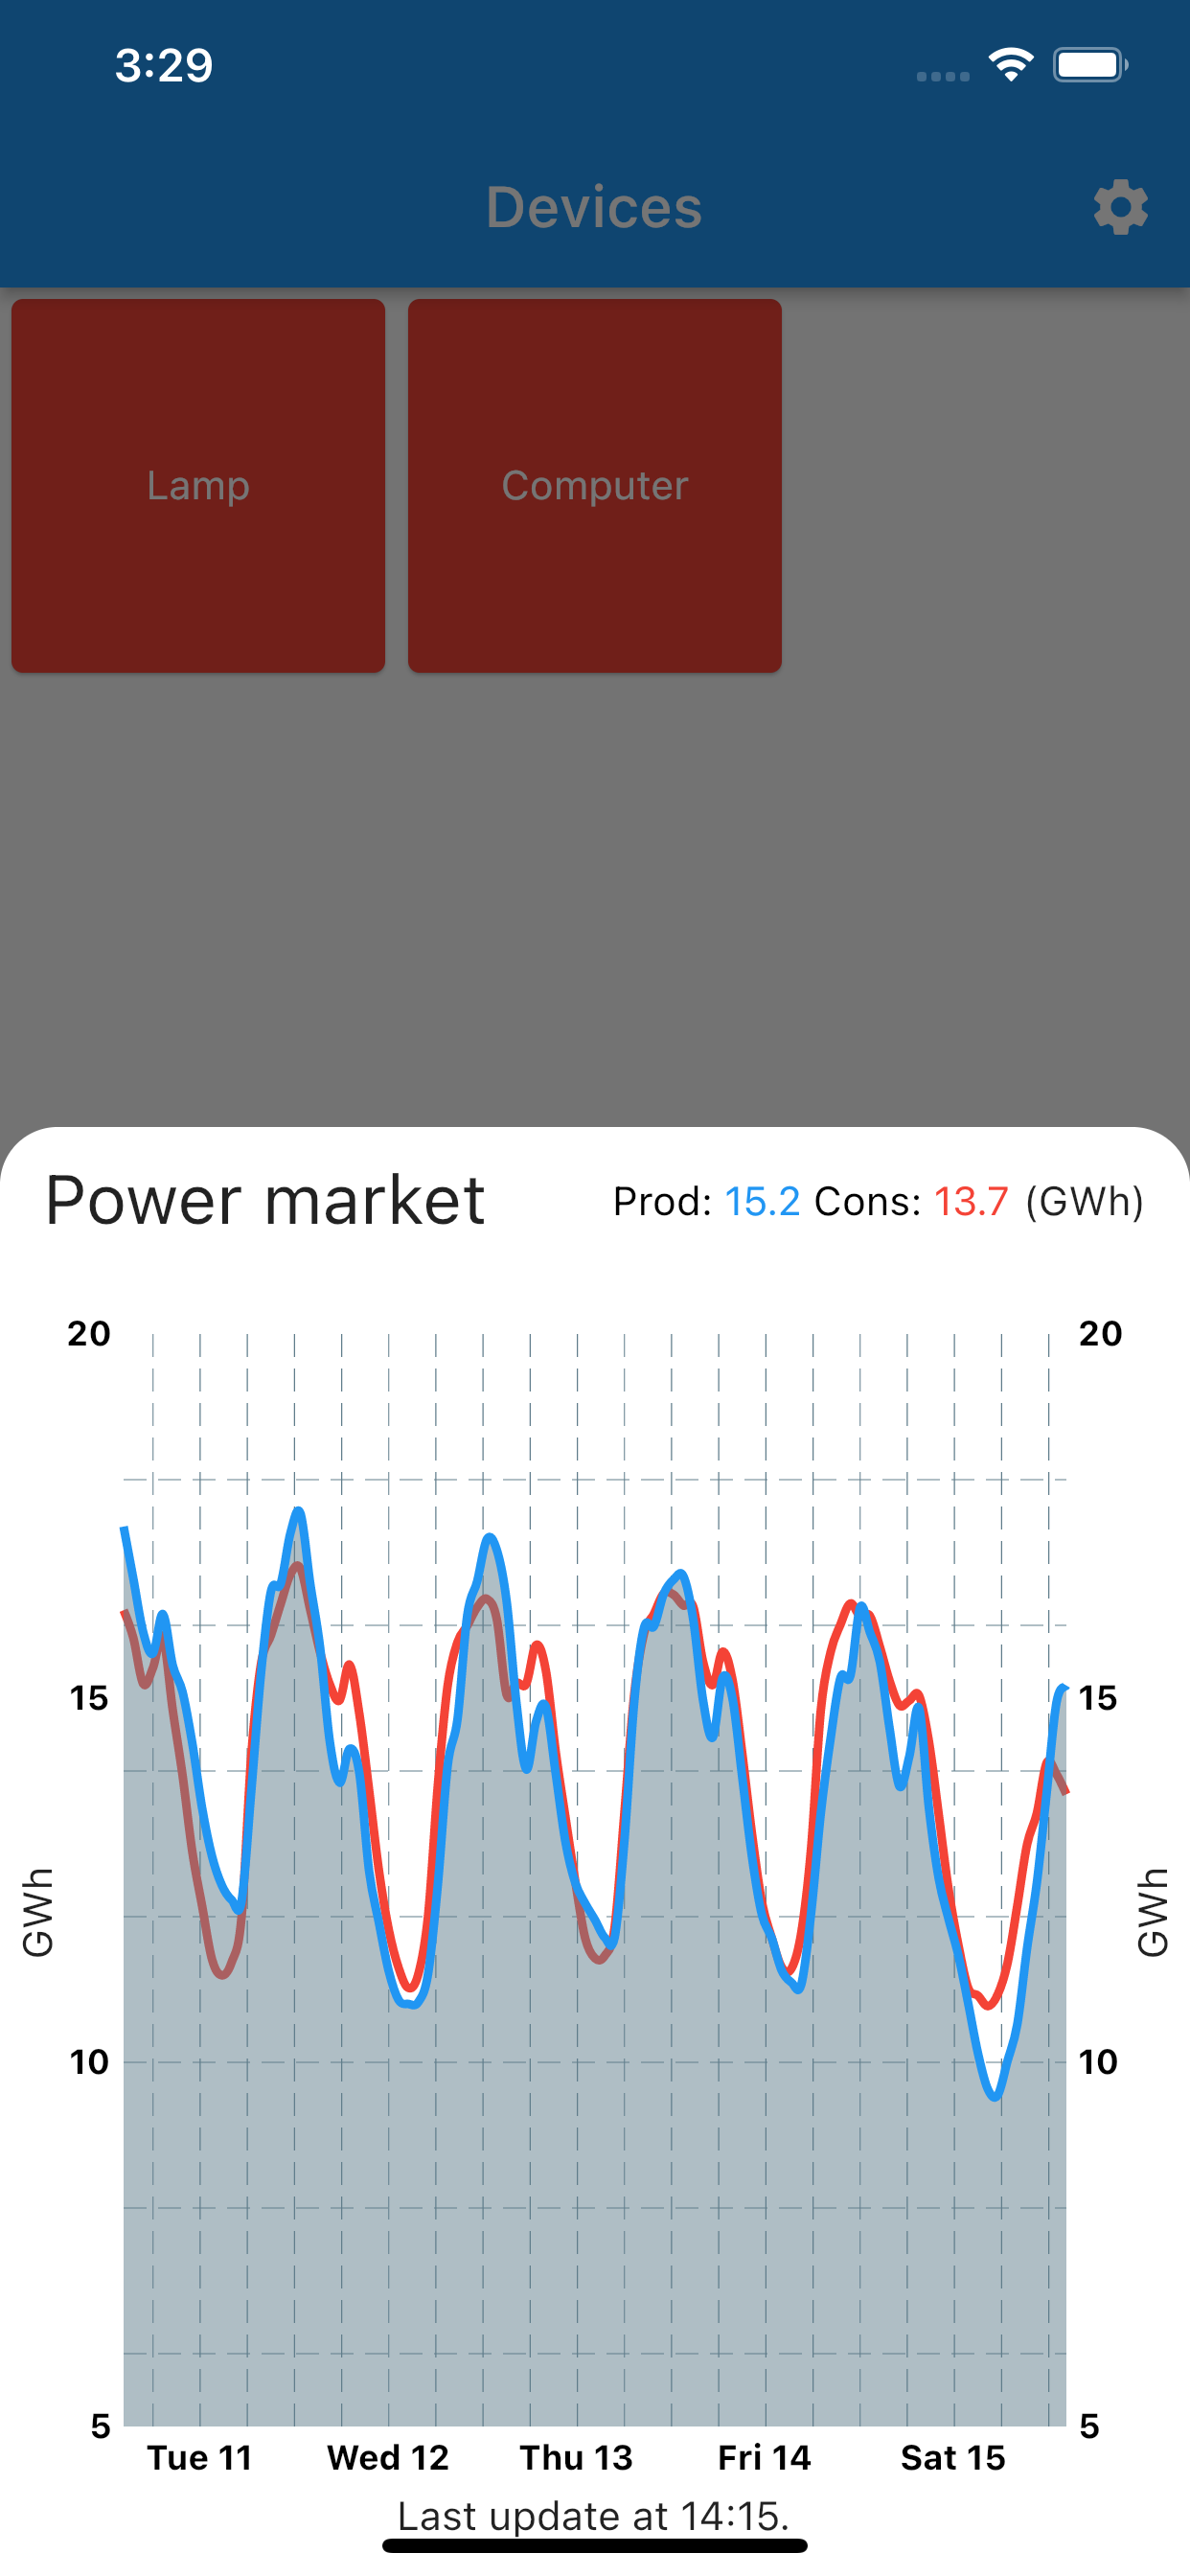 3:29
Devices
Lamp
Computer
Power market
Prod: 15.2 Cons: 13.7 (GWh)
20
20
15
15
GWh
GWh
10
10
5
5
Tue 11
Wed 12
Thu 13
Fri 14
Sat 15
Last update at 14:15.